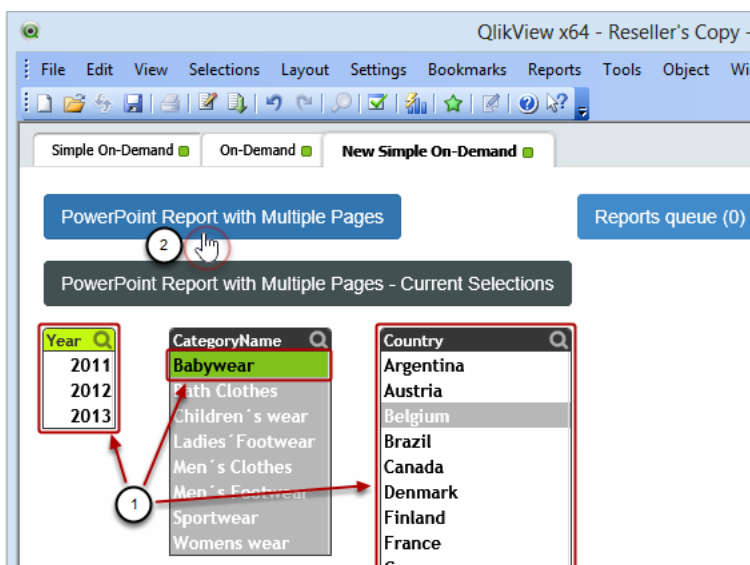 QlikView x64 - Reseller's Copy -
File Edit View Selections Layout Settings Bookmarks Reports Tools Object Wi
Simple On-Demand On-Demand New Simple On-Demand
PowerPoint Report with Multiple Pages Reports queue (0)
2
PowerPoint Report with Multiple Pages - Current Selections
Year CategoryName Country
2011 Babywear Argentina
2012 Bath Clothes Austria
2013 Children´s wear Belgium
Ladies´Footwear Brazil
Men´s Clothes Canada
Men´s Footwear Denmark
1
Sportwear Finland
Womens wear France